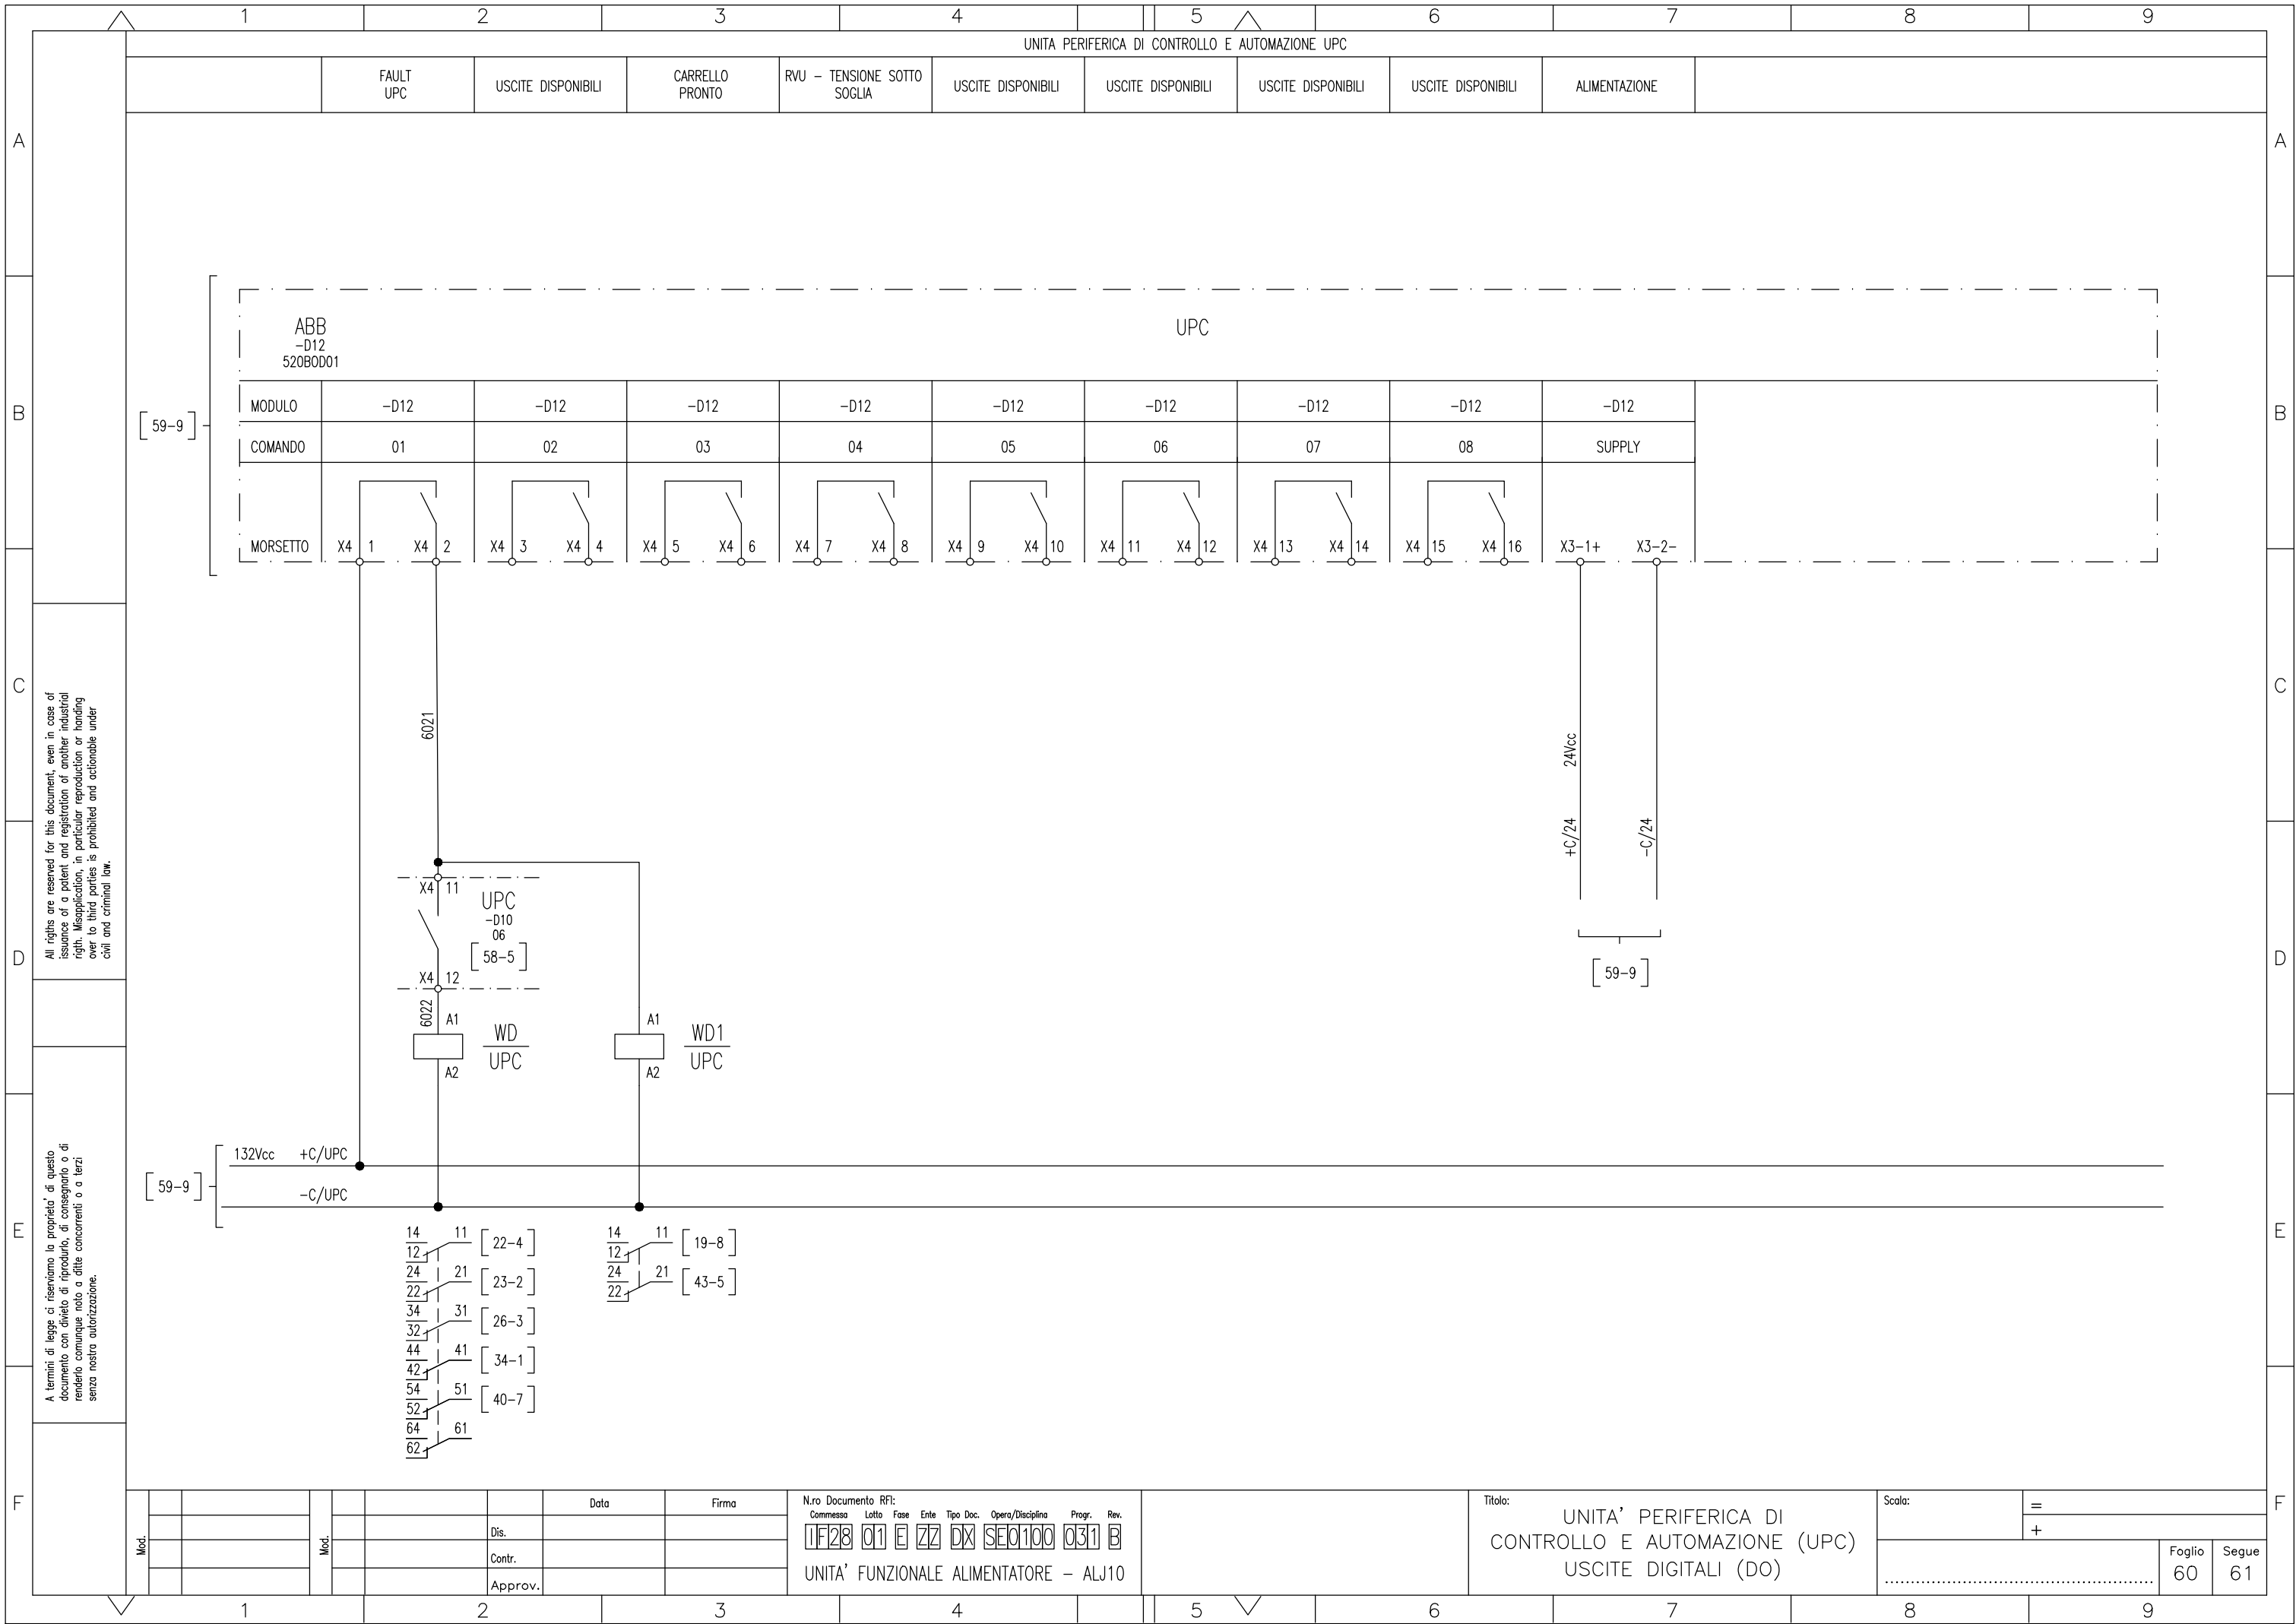 1 2 3 4 5 6 7 8 9
UNITA PERIFERICA DI CONTROLLO E AUTOMAZIONE UPC
FAULT
UPC
USCITE DISPONIBILI
CARRELLO
PRONTO
RVU - TENSIONE SOTTO
SOGLIA
USCITE DISPONIBILI
USCITE DISPONIBILI
USCITE DISPONIBILI
USCITE DISPONIBILI
ALIMENTAZIONE
A A
ABB
-D12
520BOD01
UPC
B B
[59-9]
MODULO -D12 -D12 -D12 -D12 -D12 -D12 -D12 -D12 -D12
COMANDO 01 02 03 04 05 06 07 08 SUPPLY
MORSETTO X4 1 X4 2 X4 3 X4 4 X4 5 X4 6 X4 7 X4 8 X4 9 X4 10 X4 11 X4 12 X4 13 X4 14 X4 15 X4 16 X3-1+ X3-2-
C C
6021
24Vcc
+C/24
-C/24
[59-9]
X4 11
UPC
-D10
06
[58-5]
X4 12
D D
6022
A1
WD
UPC
A2
A1
WD1
UPC
A2
132Vcc +C/UPC
[59-9]
-C/UPC
E E
14 11 [22-4]
12
24 21 [23-2]
22
34 31 [26-3]
32
44 41 [34-1]
42
54 51 [40-7]
52
64 61
62
14 11 [19-8]
12
24 21 [43-5]
22
All rigths are reserved for this document, even in case of
issuance of a patent and registration of another industrial
rigth. Misapplication, in particular reproduction or handing
over to third parties is prohibited and actionable under
civil and criminal law.
A termini di legge ci riserviamo la proprieta' di questo
documento con divieto di riprodurlo, di consegnarlo o di
renderlo comunque noto a ditte concorrenti o a terzi
senza nostra autorizzazione.
F F
Mod.
Mod.
Data Firma
Dis.
Contr.
Approv.
N.ro Documento RFI:
Commessa Lotto Fase Ente Tipo Doc. Opera/Disciplina Progr. Rev.
IF28 01 E ZZ DX SE0100 031 B
UNITA' FUNZIONALE ALIMENTATORE - ALJ10
Titolo:
UNITA' PERIFERICA DI
CONTROLLO E AUTOMAZIONE (UPC)
USCITE DIGITALI (DO)
Scala:
=
+
Foglio
60
Segue
61
1 2 3 4 5 6 7 8 9